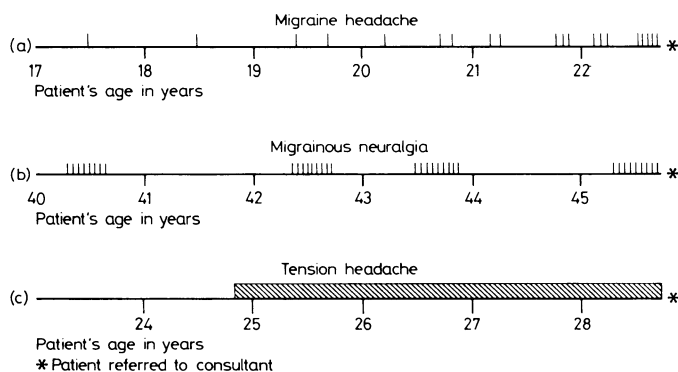 Migraine headache
(a) *
17 18 19 20 21 22
Patient's age in years
Migrainous neuralgia
(b) *
40 41 42 43 44 45
Patient's age in years
Tension headache
(c) *
24 25 26 27 28
Patient's age in years
* Patient referred to consultant